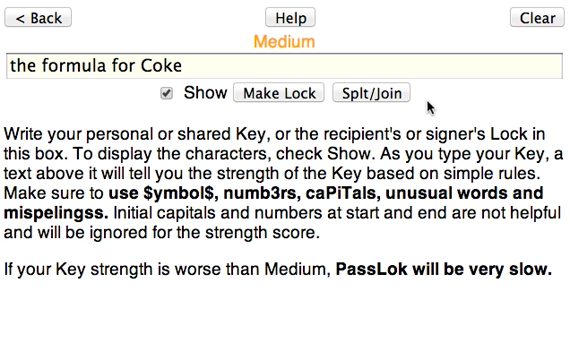 < Back Help Clear
Medium
the formula for Coke
Show Make Lock Splt/Join
Write your personal or shared Key, or the recipient's or signer's Lock in
this box. To display the characters, check Show. As you type your Key, a
text above it will tell you the strength of the Key based on simple rules.
Make sure to use $ymbol$, numb3rs, caPiTals, unusual words and
mispelingss. Initial capitals and numbers at start and end are not helpful
and will be ignored for the strength score.
If your Key strength is worse than Medium, PassLok will be very slow.